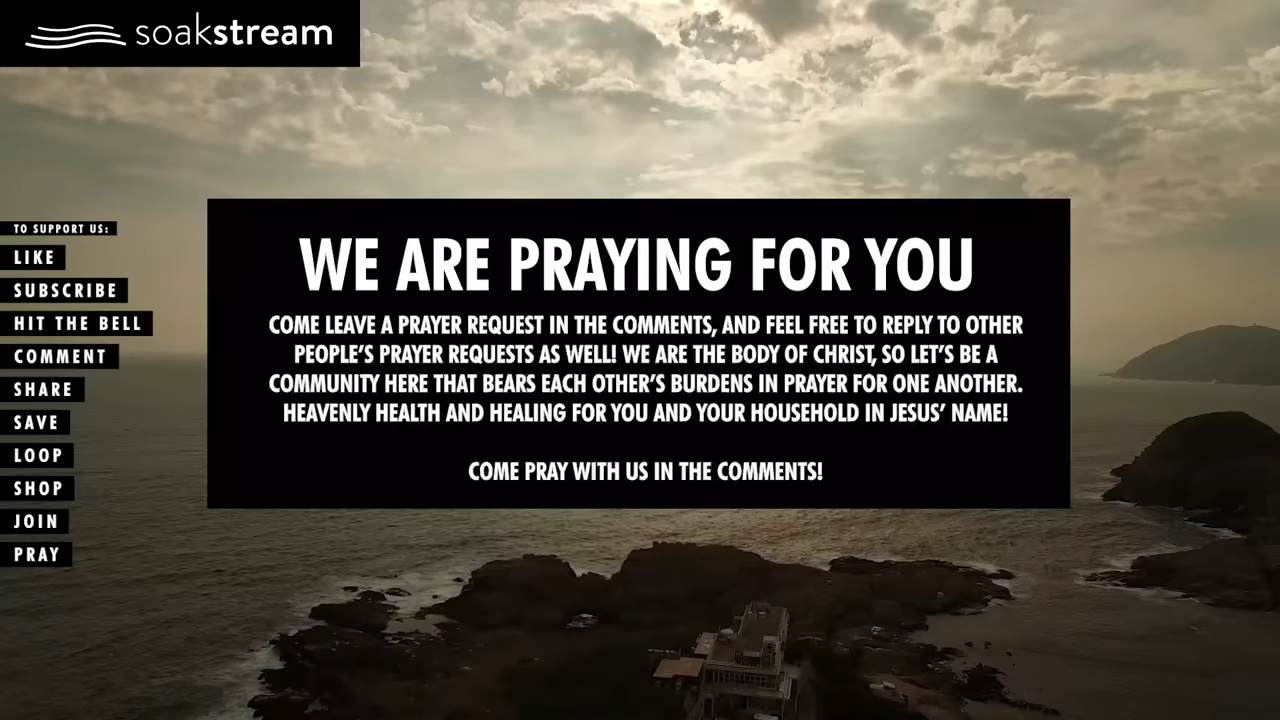 soakstream
TO SUPPORT US:
LIKE
SUBSCRIBE
HIT THE BELL
COMMENT
SHARE
SAVE
LOOP
SHOP
JOIN
PRAY
WE ARE PRAYING FOR YOU
COME LEAVE A PRAYER REQUEST IN THE COMMENTS, AND FEEL FREE TO REPLY TO OTHER
PEOPLE'S PRAYER REQUESTS AS WELL! WE ARE THE BODY OF CHRIST, SO LET'S BE A
COMMUNITY HERE THAT BEARS EACH OTHER'S BURDENS IN PRAYER FOR ONE ANOTHER.
HEAVENLY HEALTH AND HEALING FOR YOU AND YOUR HOUSEHOLD IN JESUS' NAME!
COME PRAY WITH US IN THE COMMENTS!